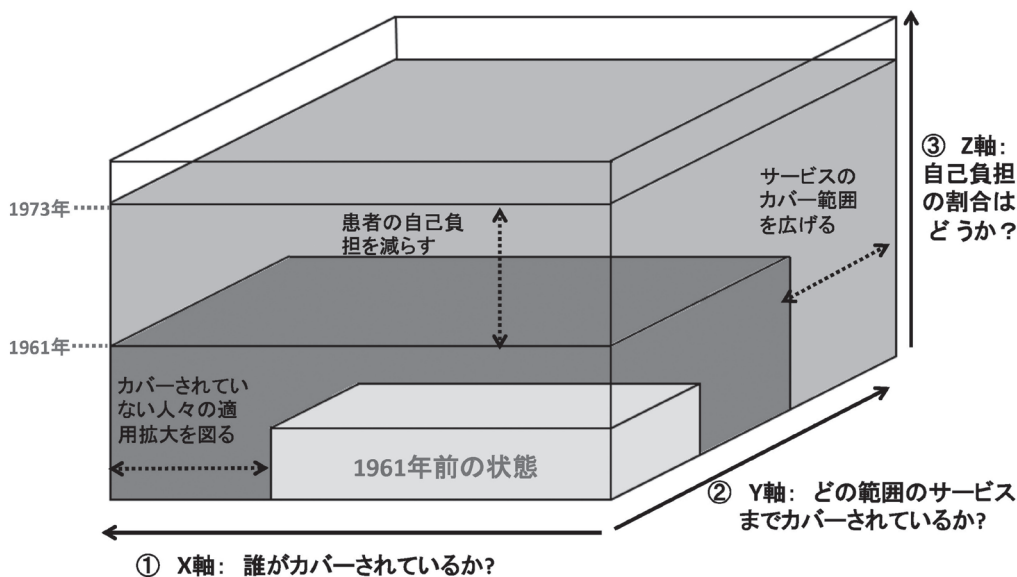 ③ Z軸：
自己負担
の割合は
どうか？
サービスの
カバー範囲
を広げる
1973年
患者の自己負
担を減らす
1961年
カバーされてい
ない人々の適
用拡大を図る
1961年前の状態
② Y軸： どの範囲のサービス
までカバーされているか?
① X軸： 誰がカバーされているか?